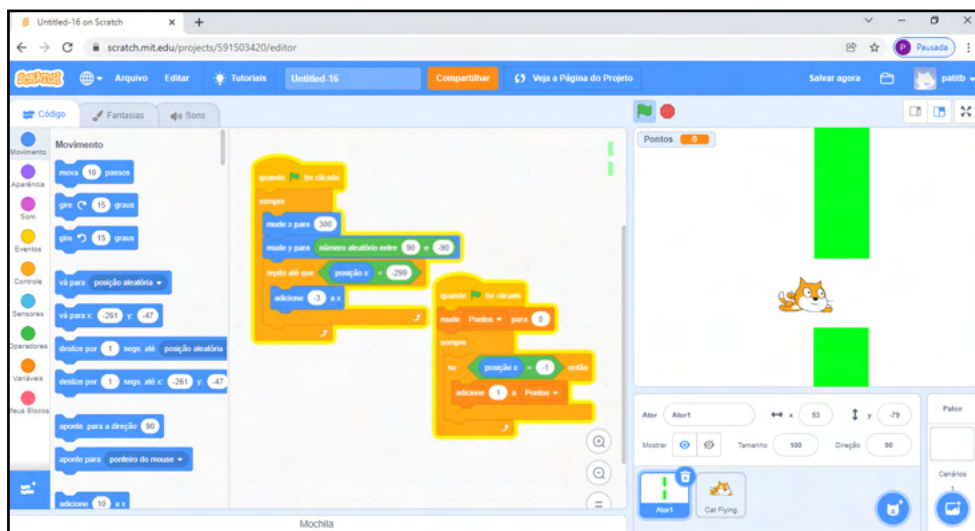 Untitled-16 on Scratch
scratch.mit.edu/projects/591503420/editor
P Pausada
SCRATCH Arquivo Editar Tutoriais Untitled-16 Compartilhar Veja a Página do Projeto Salvar agora patitb
Código Fantasias Sons
Movimento
Aparência
Som
Eventos
Controle
Sensores
Operadores
Variáveis
Meus Blocos
Movimento
mova 10 passos
gire 15 graus
gire 15 graus
vá para posição aleatória
vá para x: -261 y: -47
deslize por 1 segs. até posição aleatória
deslize por 1 segs. até x: -261 y: -47
aponte para a direção 90
aponte para ponteiro do mouse
adicione 10 a x
quando for clicado
sempre
mude x para 300
mude y para número aleatório entre 90 e -90
repita até que posição x < -299
adicione -3 a x
quando for clicado
mude Pontos para 0
sempre
se posição x = -1 então
adicione 1 a Pontos
Pontos 0
Ator Ator1 x 53 y -79
Mostrar Tamanho 100 Direção 90
Ator1
Cat Flying
Palco
Cenários
1
Mochila